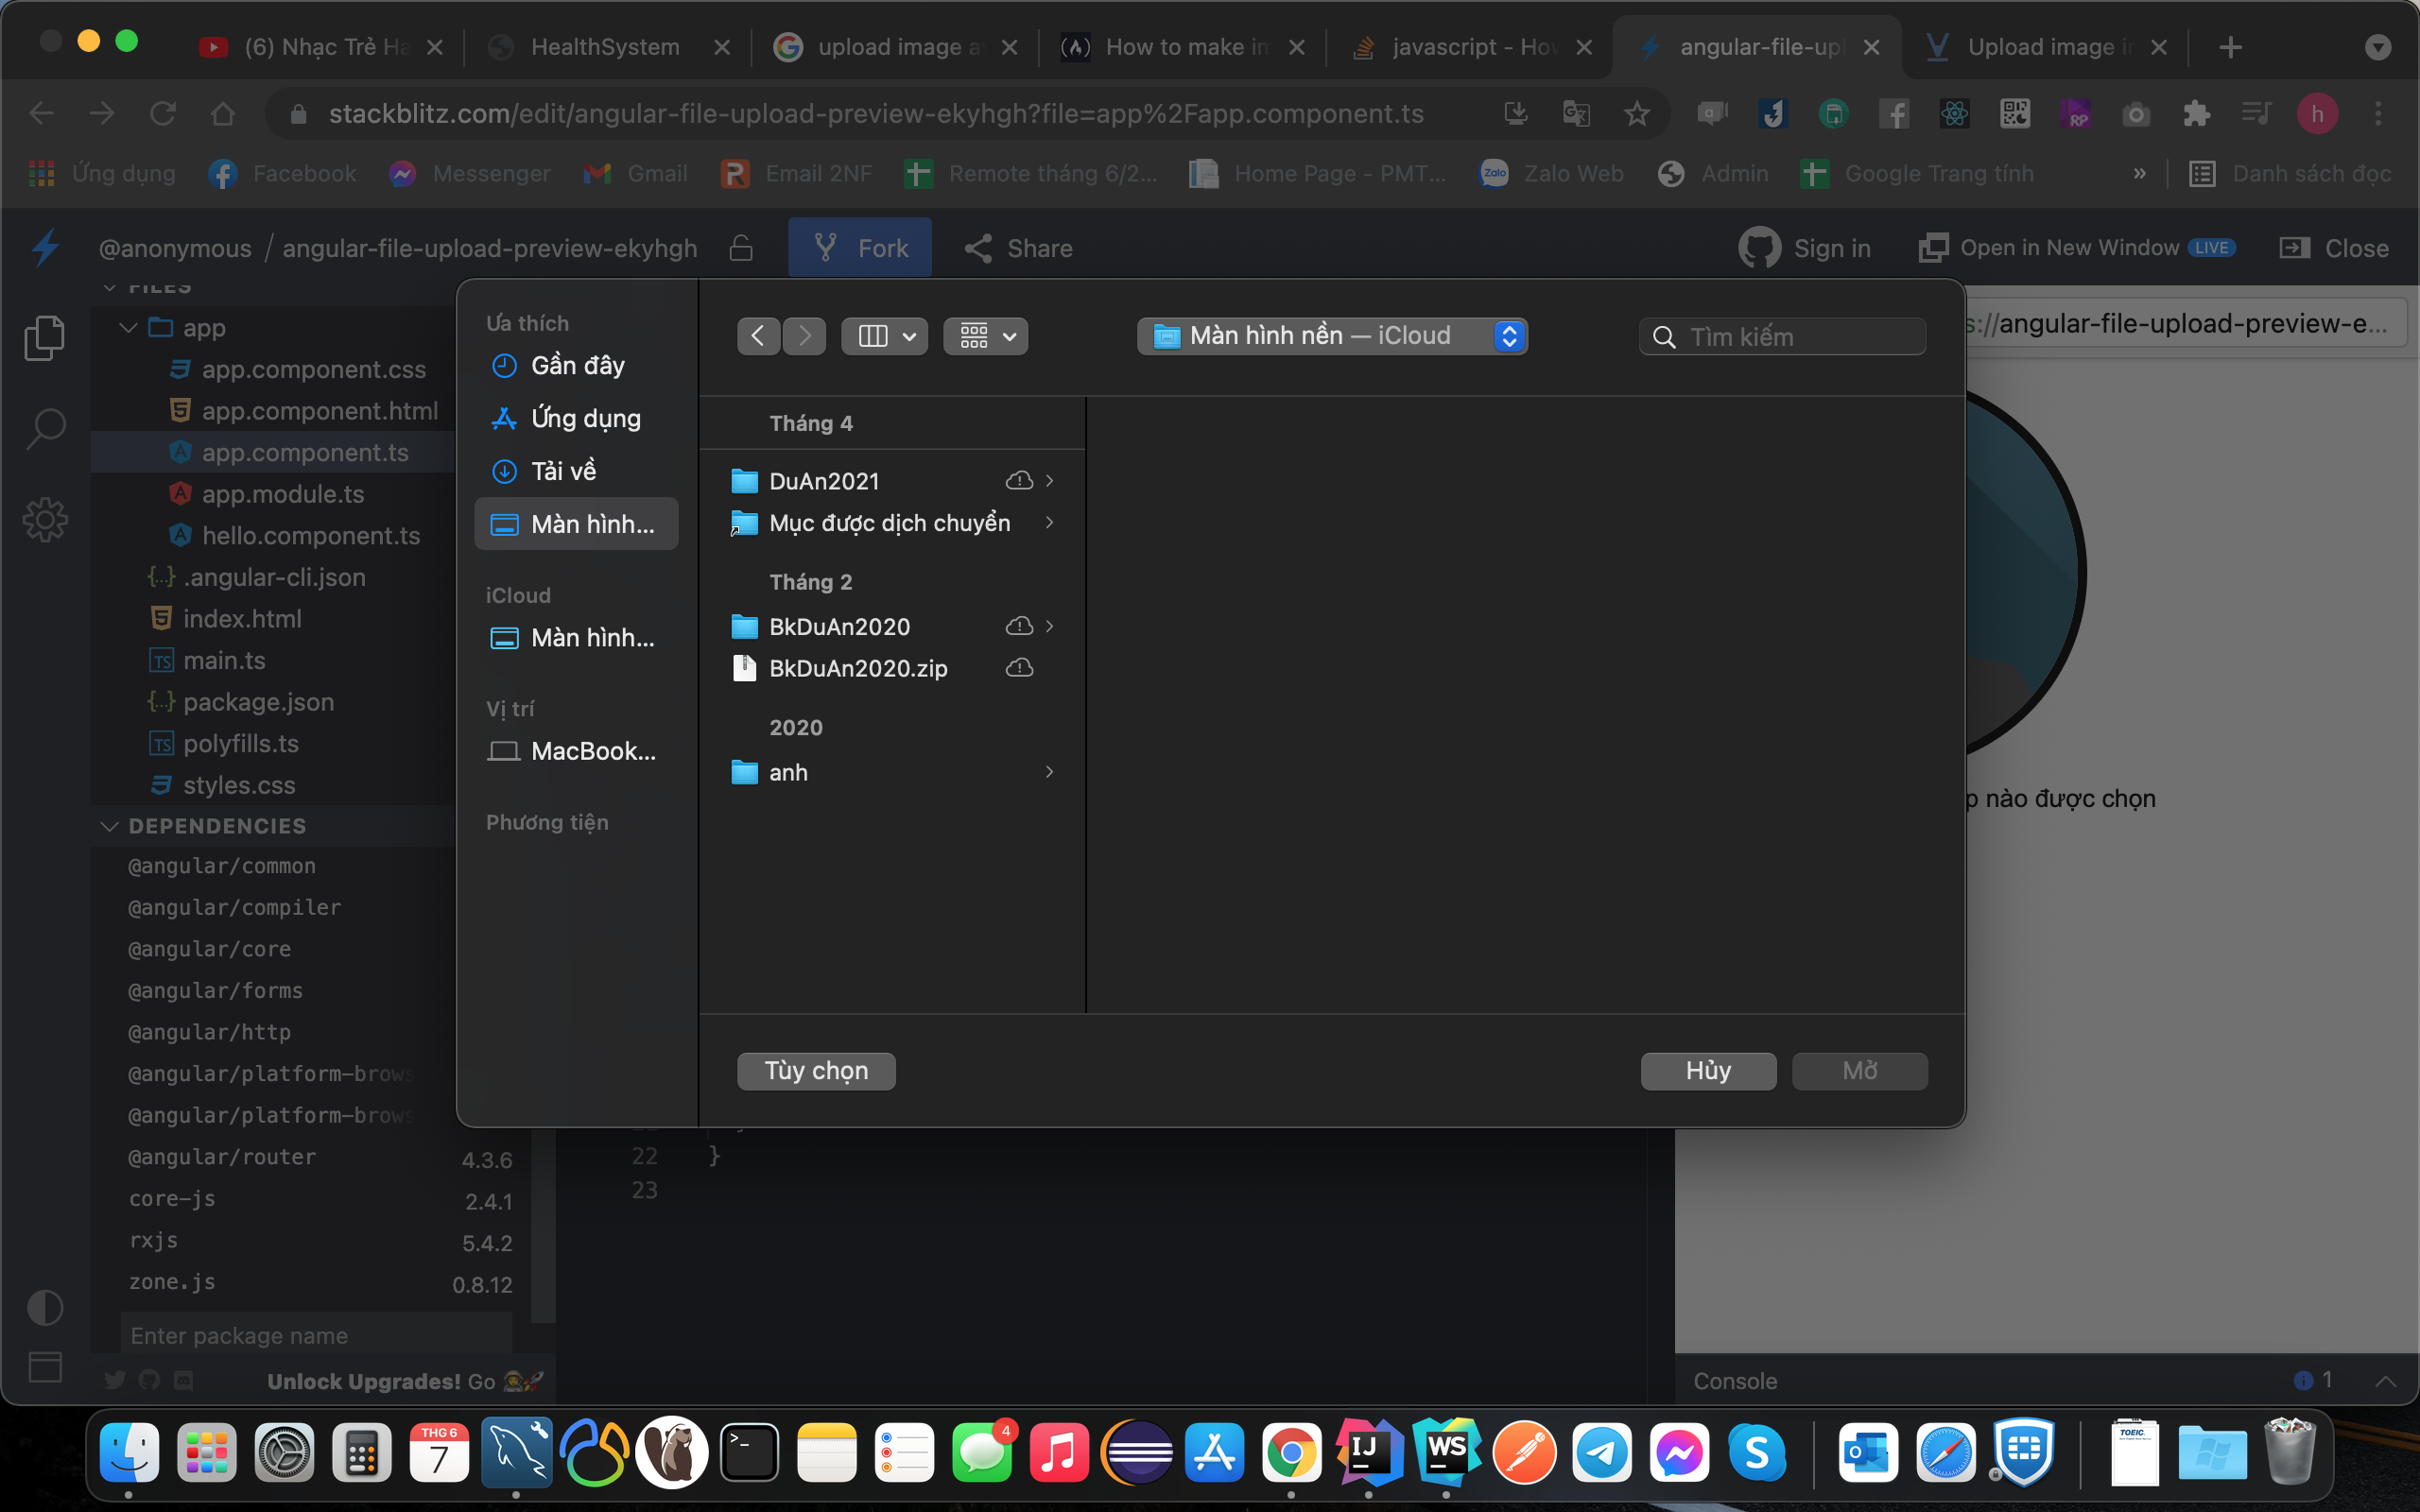 (6) Nhạc Trẻ Ha
HealthSystem
upload image a
How to make im
javascript - How
angular-file-upl
Upload image in
stackblitz.com/edit/angular-file-upload-preview-ekyhgh?file=app%2Fapp.component.ts
h
Ứng dụng
Facebook
Messenger
Gmail
Email 2NF
Remote tháng 6/2...
Home Page - PMT...
Zalo Web
Admin
Google Trang tính
»
Danh sách đọc
@anonymous / angular-file-upload-preview-ekyhgh
Fork
Share
Sign in
Open in New Window LIVE
Close
FILES
app
app.component.css
app.component.html
app.component.ts
app.module.ts
hello.component.ts
.angular-cli.json
index.html
main.ts
package.json
polyfills.ts
styles.css
DEPENDENCIES
@angular/common
@angular/compiler
@angular/core
@angular/forms
@angular/http
@angular/platform-brows
@angular/platform-brows
@angular/router 4.3.6
core-js 2.4.1
rxjs 5.4.2
zone.js 0.8.12
Enter package name
Unlock Upgrades! Go
Ưa thích
Gần đây
Ứng dụng
Tải về
Màn hình...
iCloud
Màn hình...
Vị trí
MacBook...
Phương tiện
Màn hình nền — iCloud
Tìm kiếm
Tháng 4
DuAn2021
Mục được dịch chuyển
Tháng 2
BkDuAn2020
BkDuAn2020.zip
2020
anh
Tùy chọn
Hủy
Mở
22 }
23
s://angular-file-upload-preview-e...
p nào được chọn
Console
1
THG 6
7
4
IJ
WS
TOEIC.